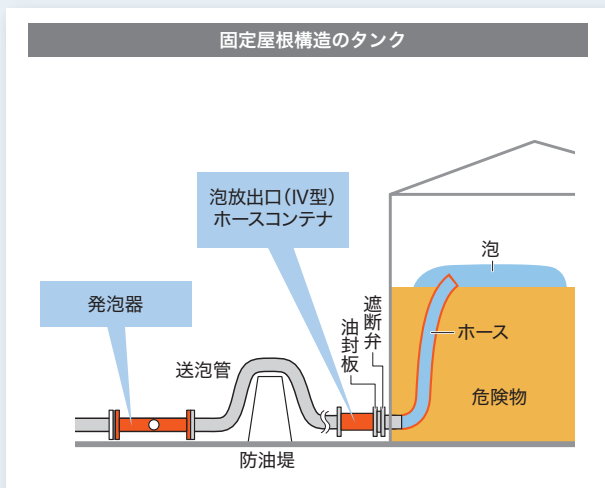 固定屋根構造のタンク
泡放出口（Ⅳ型）
ホースコンテナ
泡
発泡器
遮断弁
油封板
ホース
送泡管
危険物
防油堤